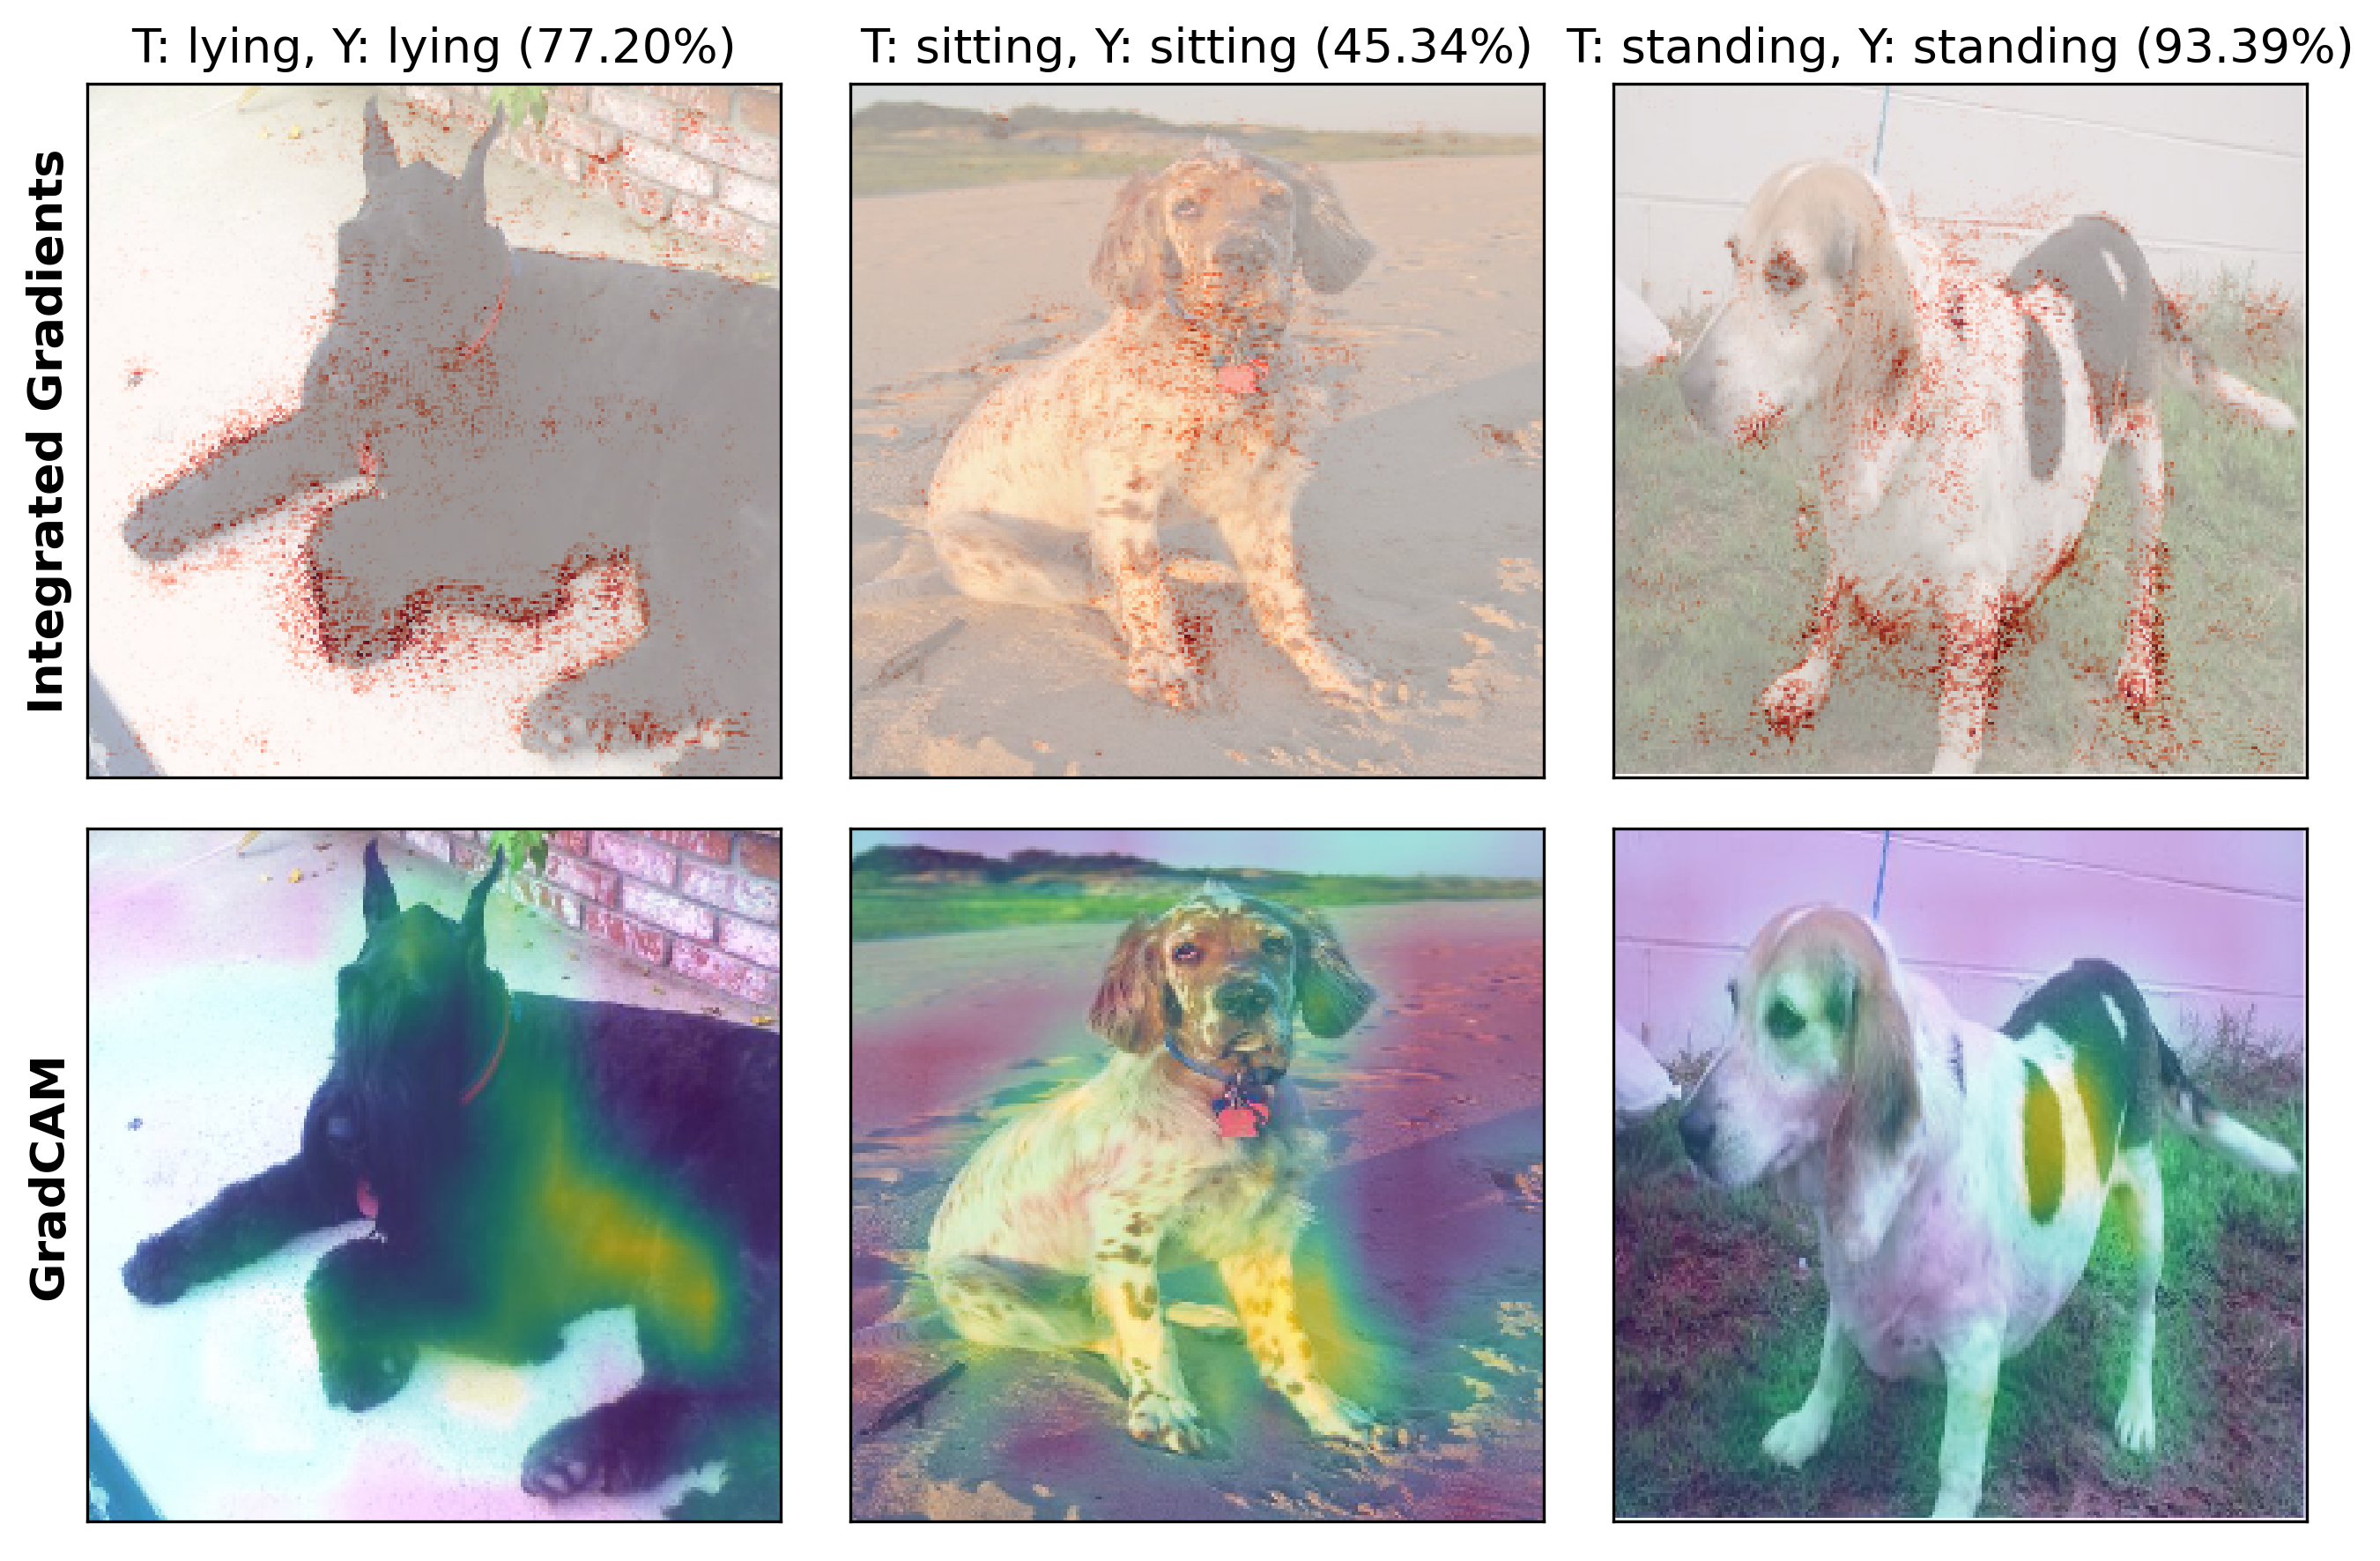 T: lying, Y: lying (77.20%)
T: sitting, Y: sitting (45.34%)
T: standing, Y: standing (93.39%)
Integrated Gradients
GradCAM